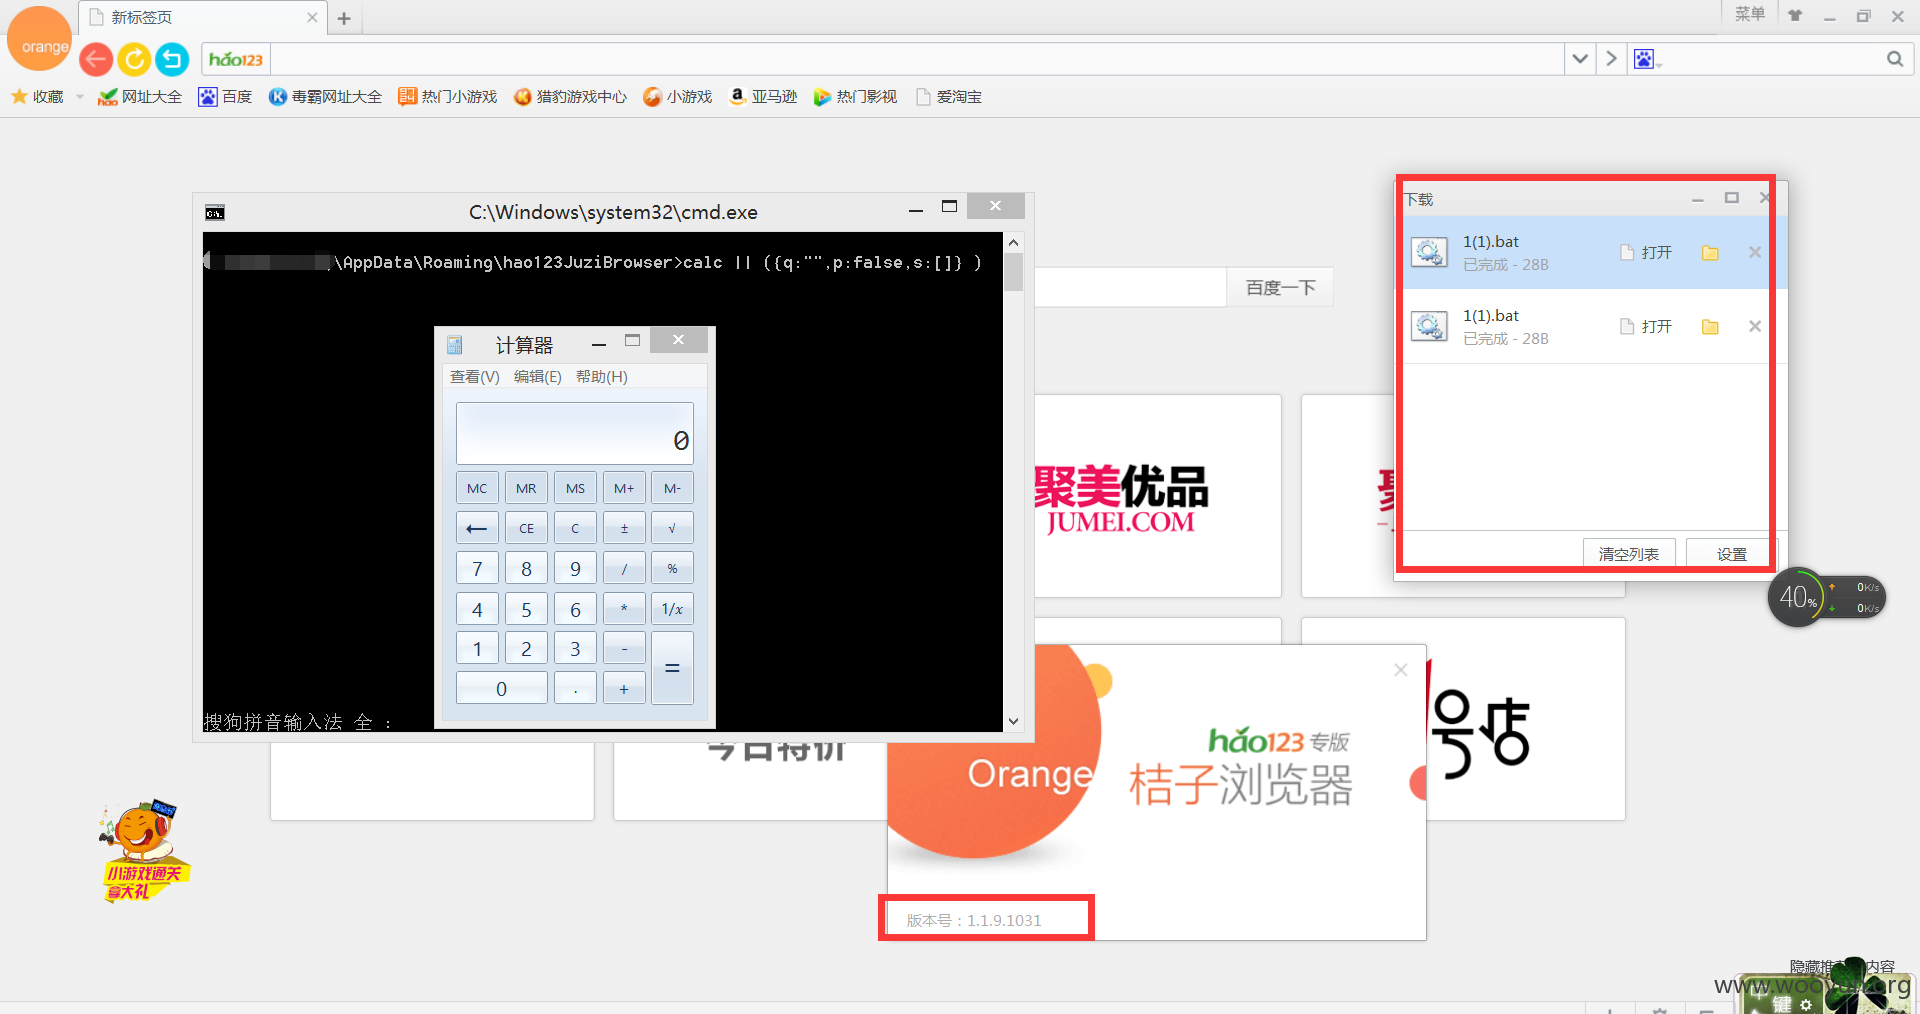 新标签页
菜单
orange
hao123
收藏
网址大全
百度
毒霸网址大全
热门小游戏
猎豹游戏中心
小游戏
亚马逊
热门影视
爱淘宝
C:\Windows\system32\cmd.exe
\AppData\Roaming\hao123JuziBrowser>calc || ({q:"",p:false,s:[]} )
计算器
查看(V) 编辑(E) 帮助(H)
0
MC MR MS M+ M-
← CE C ± √
7 8 9 / %
4 5 6 * 1/x
1 2 3 - =
0 . +
搜狗拼音输入法 全 :
百度一下
下载
1(1).bat
已完成 - 28B
打开
1(1).bat
已完成 - 28B
打开
清空列表
设置
聚美优品
JUMEI.COM
40%
0K/s
0K/s
今日特价
Orange
hao123 专版
桔子浏览器
号店
版本号：1.1.9.1031
小游戏通关
拿大礼
隐藏推 内容
www.wooyun.org
键